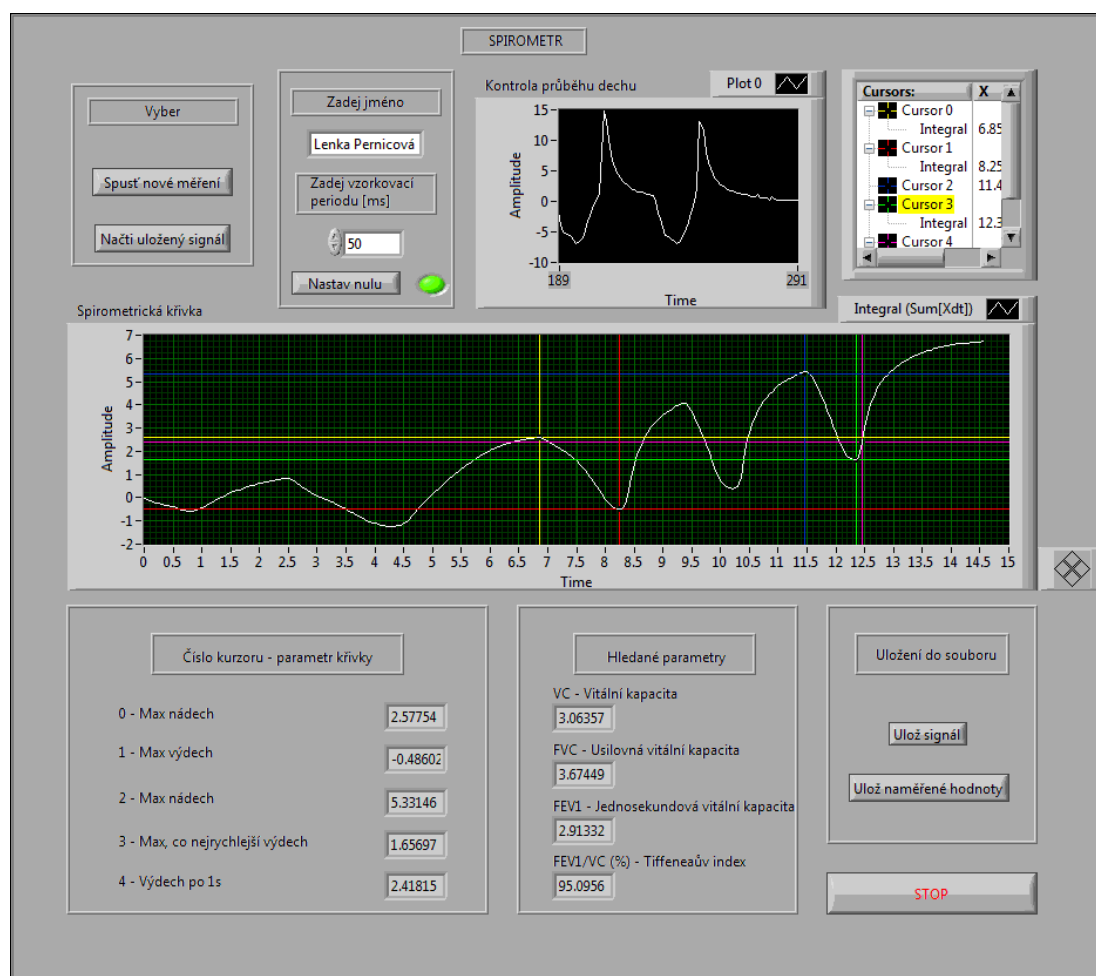 SPIROMETR
Vyber
Spusť nové měření
Načti uložený signál
Zadej jméno
Lenka Pernicová
Zadej vzorkovací
periodu [ms]
50
Nastav nulu
Kontrola průběhu dechu
Plot 0
15
10
5
0
-5
-10
Amplitude
189
291
Time
Cursors:
X
Cursor 0
Integral
6.85
Cursor 1
Integral
8.25
Cursor 2
11.4
Cursor 3
Integral
12.3
Cursor 4
Spirometrická křivka
Integral (Sum[Xdt])
7
6
5
4
3
2
1
0
-1
-2
Amplitude
0 0.5 1 1.5 2 2.5 3 3.5 4 4.5 5 5.5 6 6.5 7 7.5 8 8.5 9 9.5 10 10.5 11 11.5 12 12.5 13 13.5 14 14.5 15
Time
Číslo kurzoru - parametr křivky
0 - Max nádech
2.57754
1 - Max výdech
-0.48602
2 - Max nádech
5.33146
3 - Max, co nejrychlejší výdech
1.65697
4 - Výdech po 1s
2.41815
Hledané parametry
VC - Vitální kapacita
3.06357
FVC - Usilovná vitální kapacita
3.67449
FEV1 - Jednosekundová vitální kapacita
2.91332
FEV1/VC (%) - Tiffeneaův index
95.0956
Uložení do souboru
Ulož signál
Ulož naměřené hodnoty
STOP